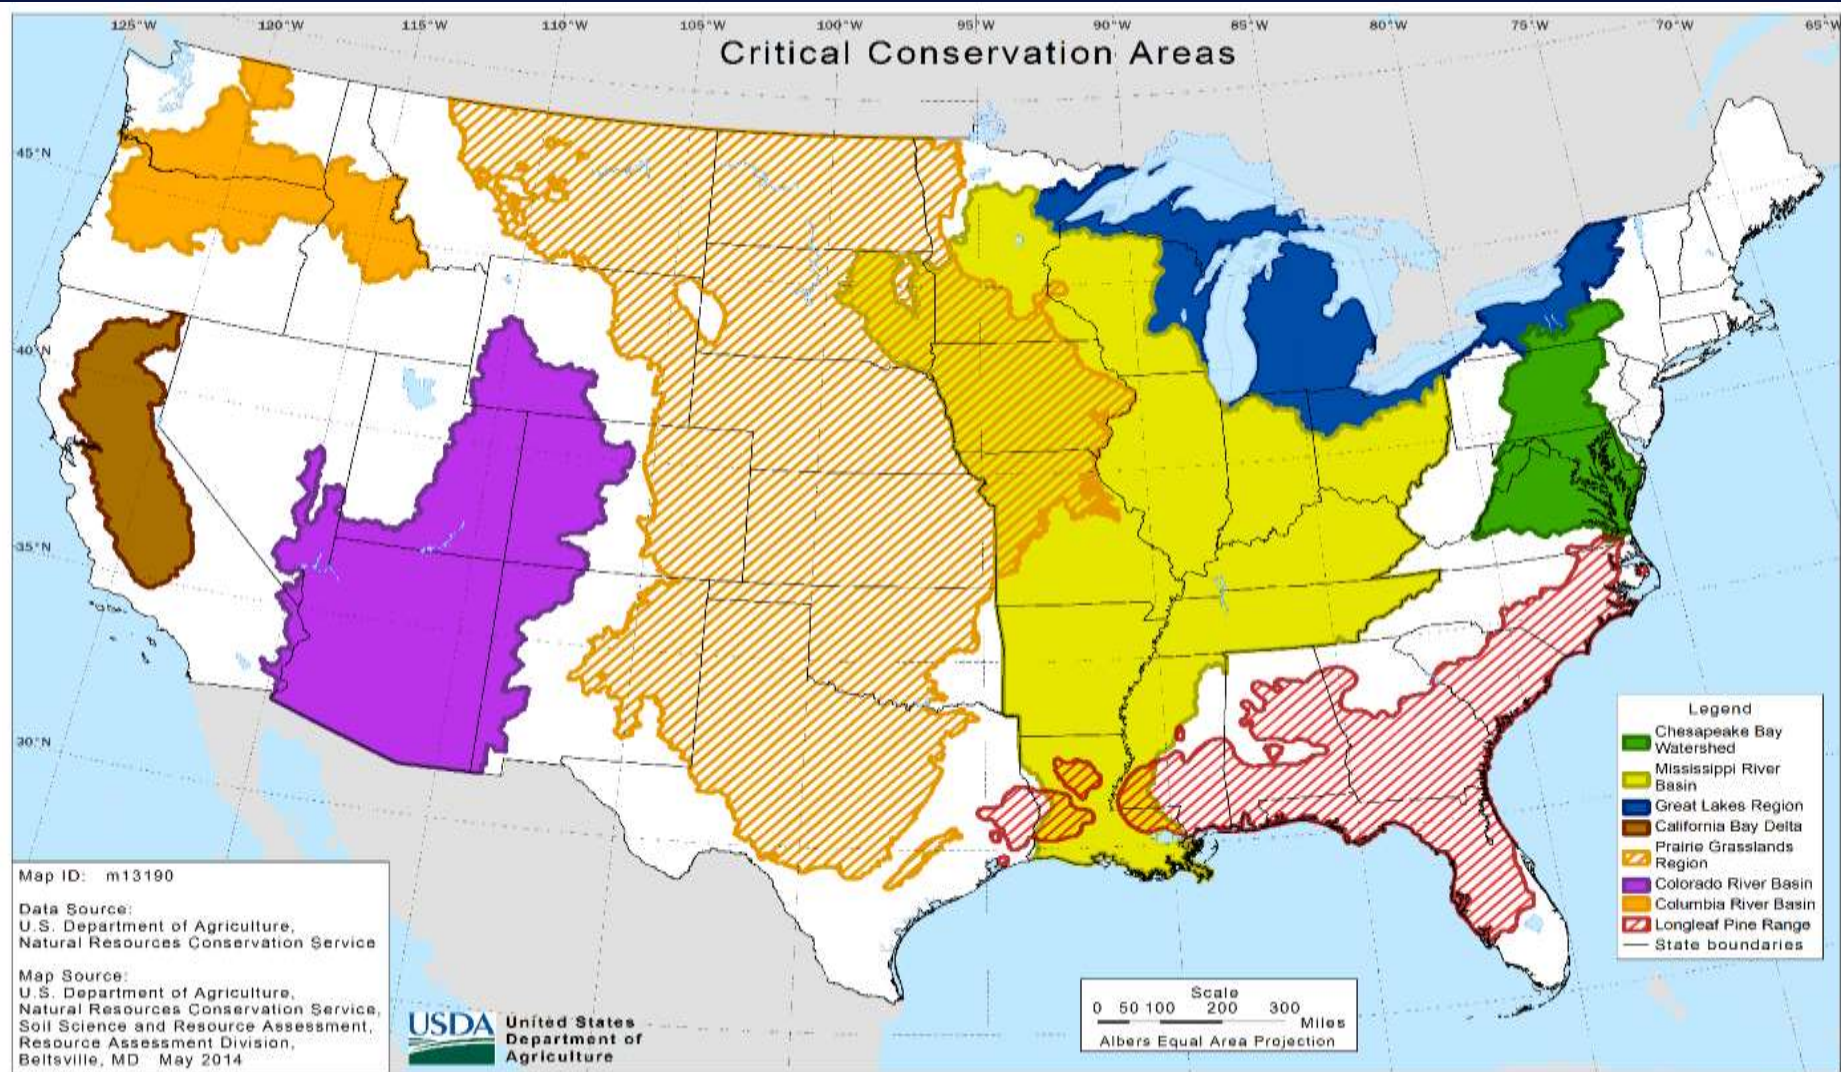 125°W 120°W 115°W 110°W 105°W 100°W 95°W 90°W 85°W 80°W 75°W 70°W 65°W
Critical Conservation Areas
45°N
40°N
35°N
30°N
Legend
Chesapeake Bay
Watershed
Mississippi River
Basin
Great Lakes Region
California Bay Delta
Prairie Grasslands
Region
Colorado River Basin
Columbia River Basin
Longleaf Pine Range
State boundaries
Map ID: m13190
Data Source:
U.S. Department of Agriculture,
Natural Resources Conservation Service
Map Source:
U.S. Department of Agriculture,
Natural Resources Conservation Service,
Soil Science and Resource Assessment,
Resource Assessment Division,
Beltsville, MD May 2014
USDA
United States
Department of
Agriculture
Scale
0 50 100 200 300
Miles
Albers Equal Area Projection